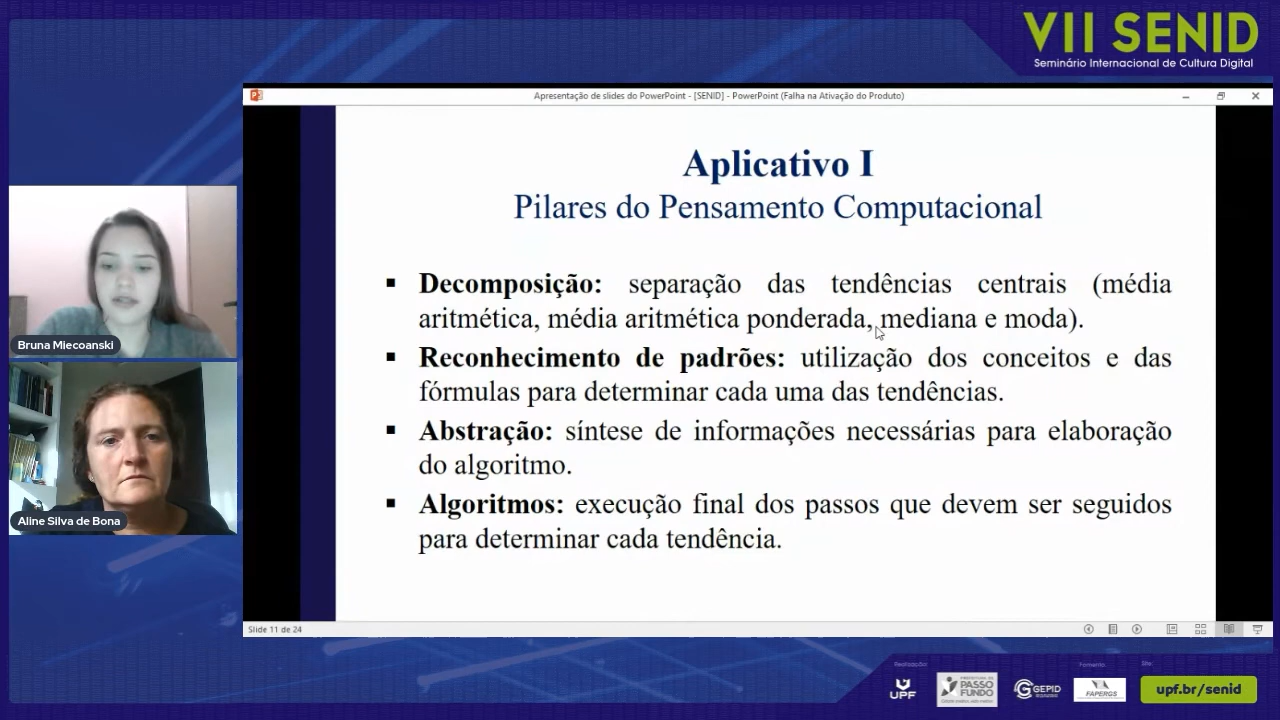 VII SENID
Seminário Internacional de Cultura Digital
Apresentação de slides do PowerPoint - [SENID] - PowerPoint (Falha na Ativação do Produto)
Aplicativo I
Pilares do Pensamento Computacional
Decomposição: separação das tendências centrais (média
aritmética, média aritmética ponderada, mediana e moda).
Reconhecimento de padrões: utilização dos conceitos e das
fórmulas para determinar cada uma das tendências.
Abstração: síntese de informações necessárias para elaboração
do algoritmo.
Algoritmos: execução final dos passos que devem ser seguidos
para determinar cada tendência.
Bruna Miecoanski
Aline Silva de Bona
Slide 11 de 24
Realização:
Fomento:
Site:
UPF
PASSO
FUNDO
GEPID
FAPERGS
upf.br/senid